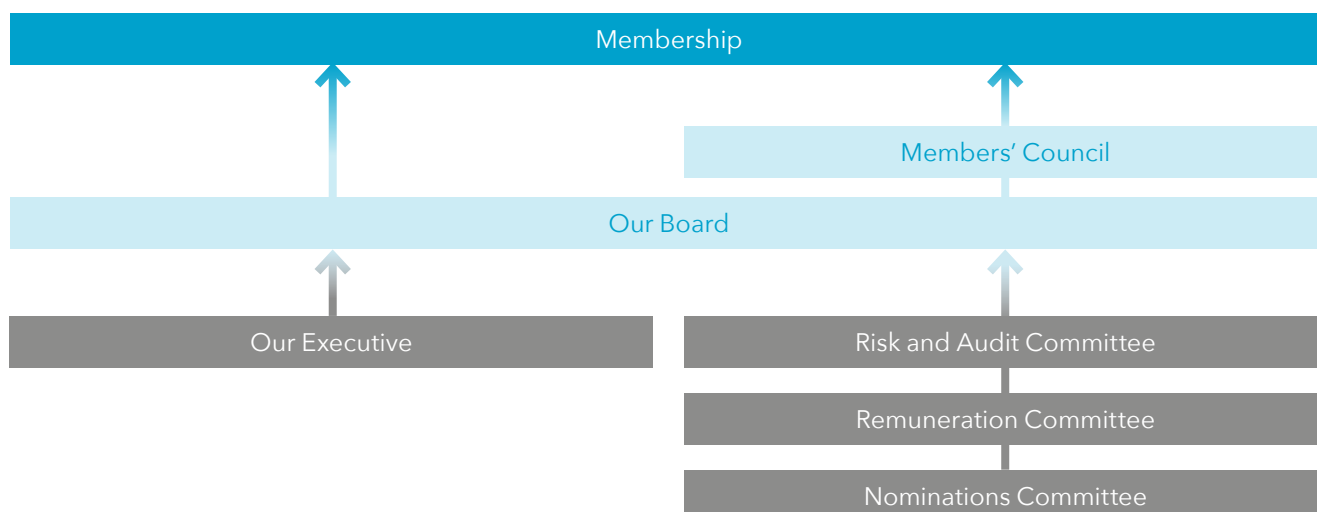 Membership
Members’ Council
Our Board
Our Executive
Risk and Audit Committee
Remuneration Committee
Nominations Committee